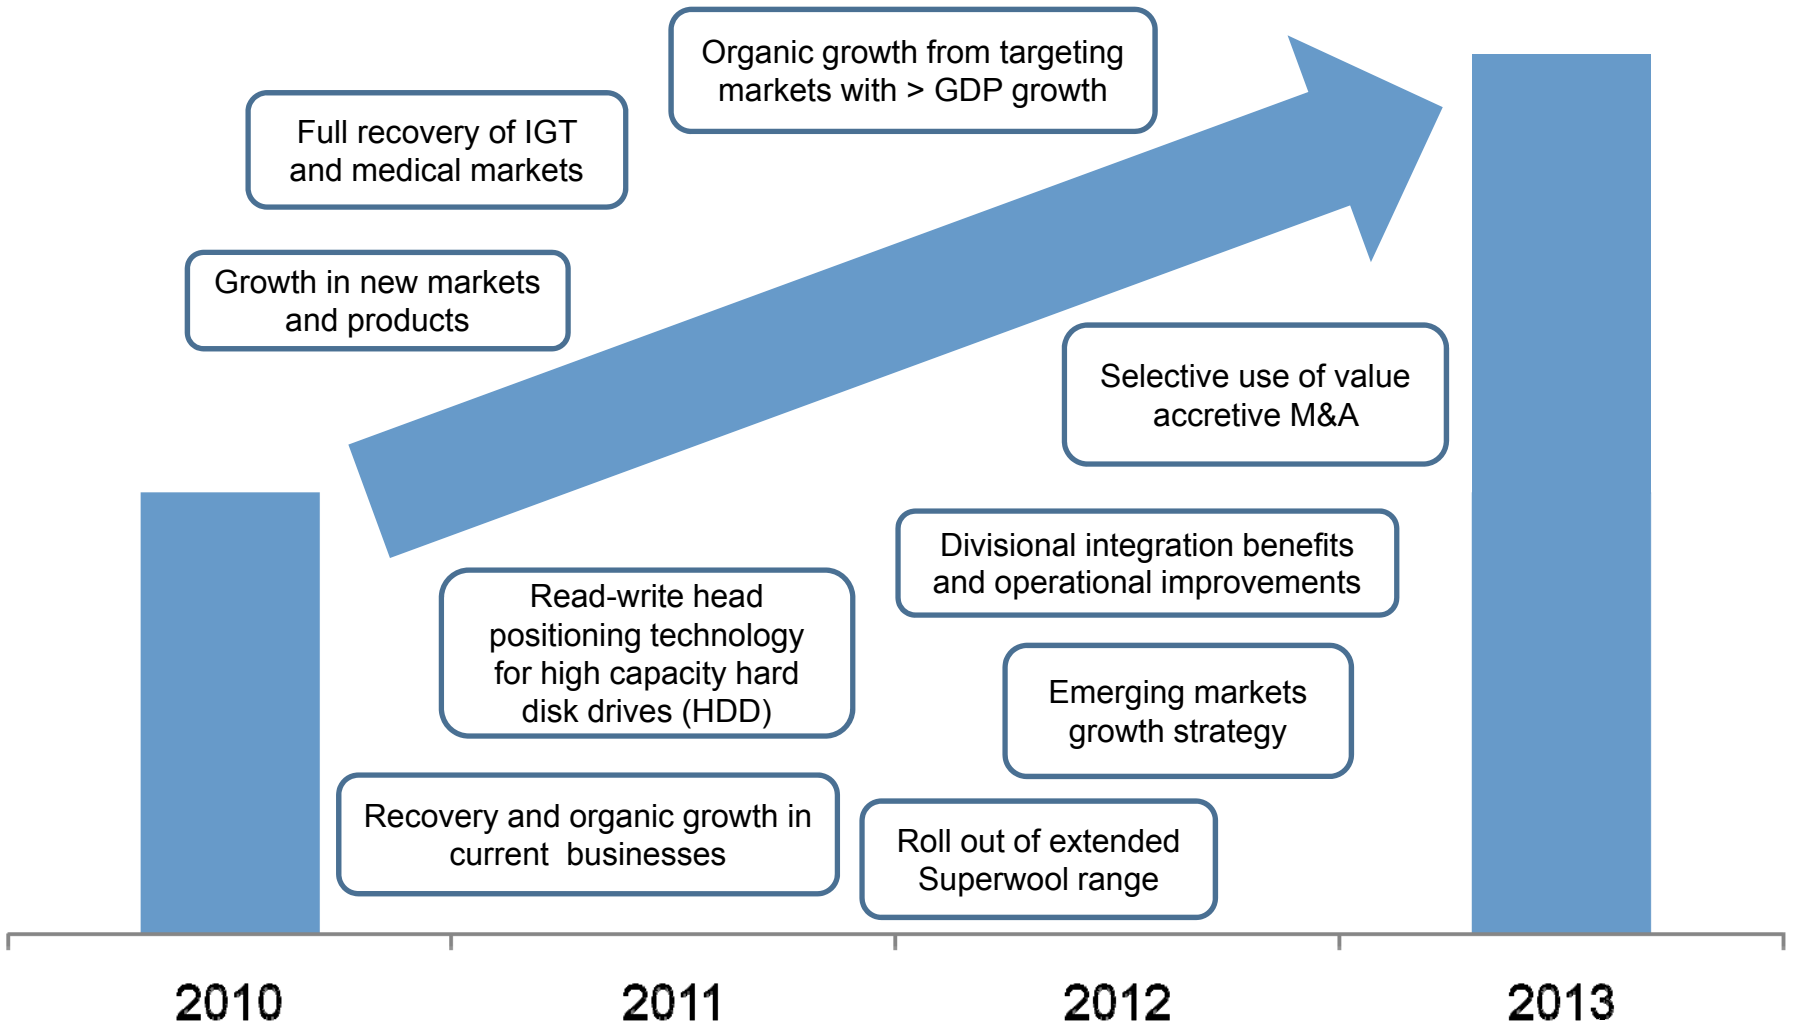 Organic growth from targeting
markets with > GDP growth
Full recovery of IGT
and medical markets
Growth in new markets
and products
Selective use of value
accretive M&A
Divisional integration benefits
and operational improvements
Read-write head
positioning technology
for high capacity hard
disk drives (HDD)
Emerging markets
growth strategy
Recovery and organic growth in
current  businesses
Roll out of extended
Superwool range
2010 2011 2012 2013